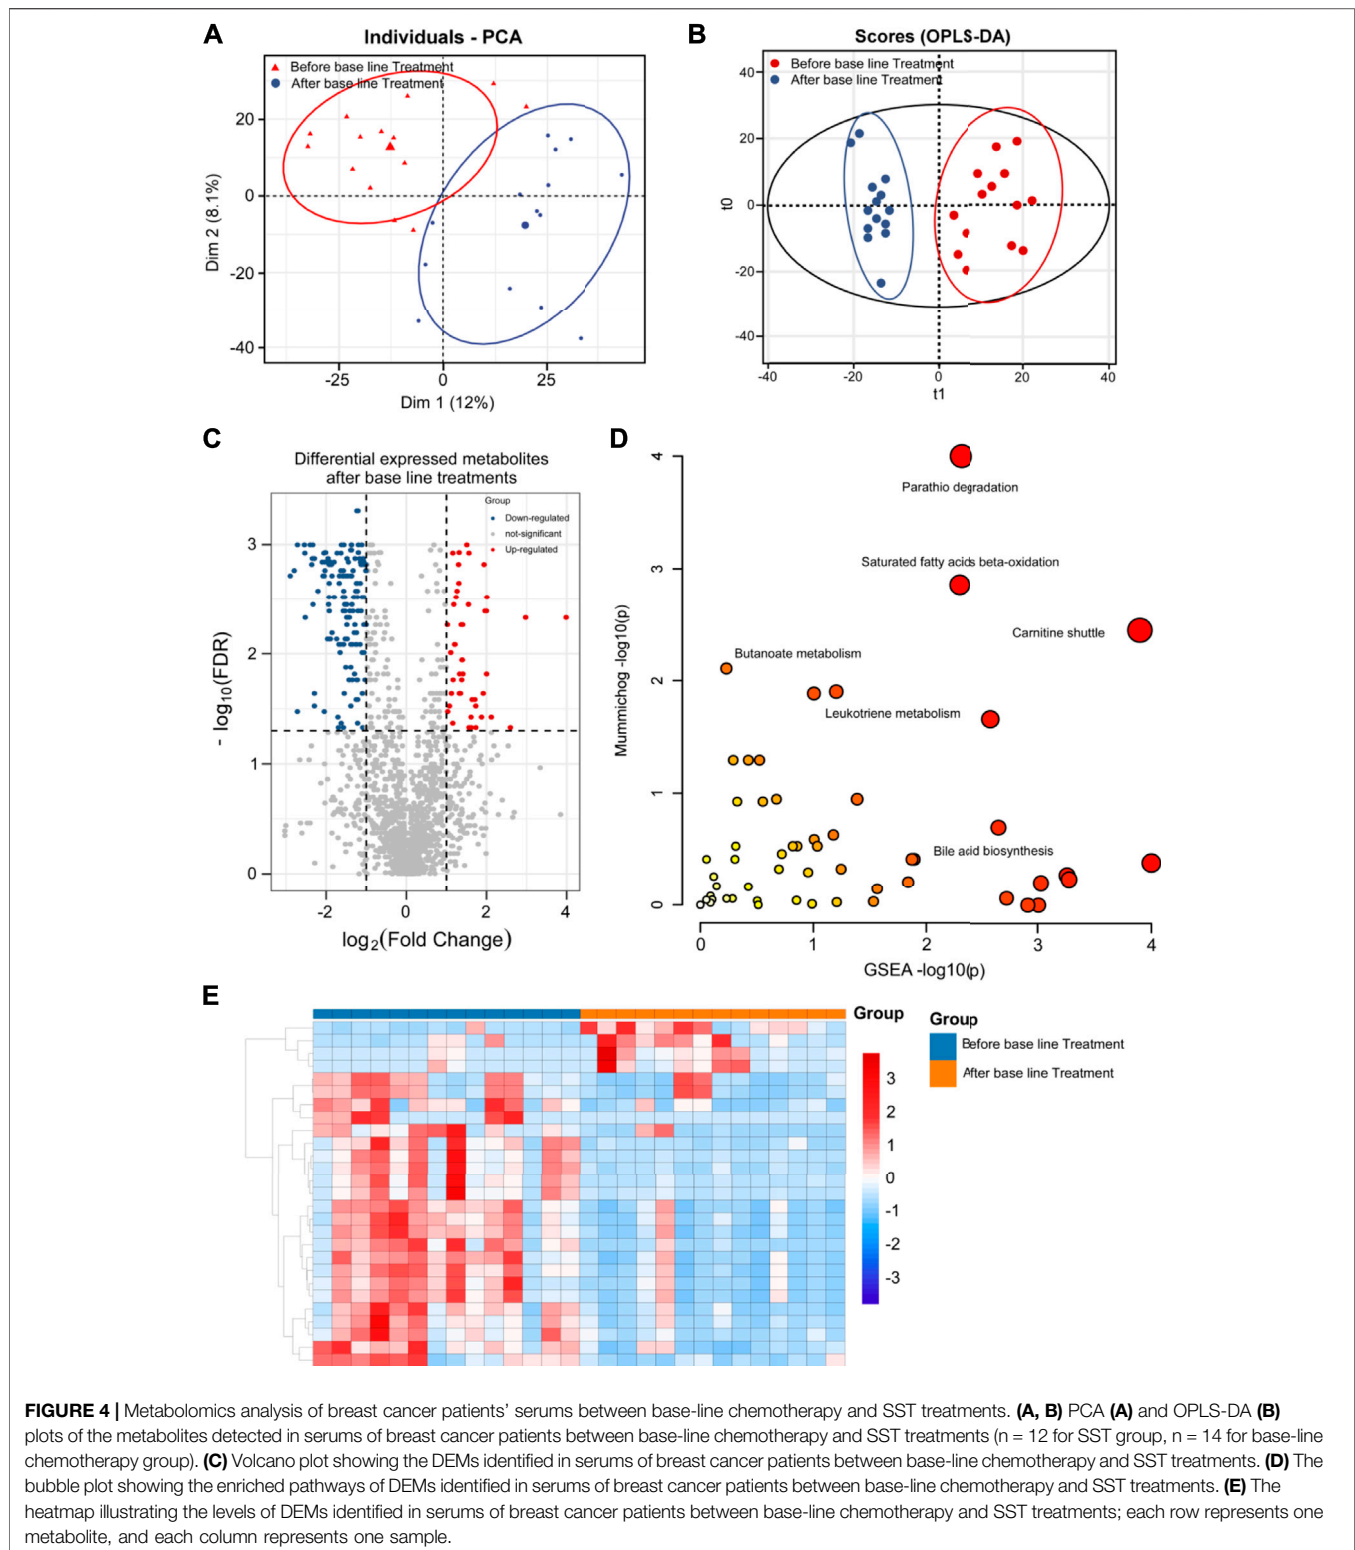 A
Individuals - PCA
Before base line Treatment
After base line Treatment
20
0
-20
-40
Dim 2 (8.1%)
-25
0
25
Dim 1 (12%)
B
Scores (OPLS-DA)
Before base line Treatment
After base line Treatment
40
20
0
-20
-40
t0
-40
-20
0
20
40
t1
C
Differential expressed metabolites
after base line treatments
Group
Down-regulated
not-significant
Up-regulated
3
2
1
0
- log10(FDR)
-2
0
2
4
log2(Fold Change)
D
4
3
2
1
0
Mummichog -log10(p)
Parathio degradation
Saturated fatty acids beta-oxidation
Carnitine shuttle
Butanoate metabolism
Leukotriene metabolism
Bile acid biosynthesis
0
1
2
3
4
GSEA -log10(p)
E
Group
3
2
1
0
-1
-2
-3
Group
Before base line Treatment
After base line Treatment
FIGURE 4 | Metabolomics analysis of breast cancer patients’ serums between base-line chemotherapy and SST treatments. (A, B) PCA (A) and OPLS-DA (B)
plots of the metabolites detected in serums of breast cancer patients between base-line chemotherapy and SST treatments (n = 12 for SST group, n = 14 for base-line
chemotherapy group). (C) Volcano plot showing the DEMs identified in serums of breast cancer patients between base-line chemotherapy and SST treatments. (D) The
bubble plot showing the enriched pathways of DEMs identified in serums of breast cancer patients between base-line chemotherapy and SST treatments. (E) The
heatmap illustrating the levels of DEMs identified in serums of breast cancer patients between base-line chemotherapy and SST treatments; each row represents one
metabolite, and each column represents one sample.